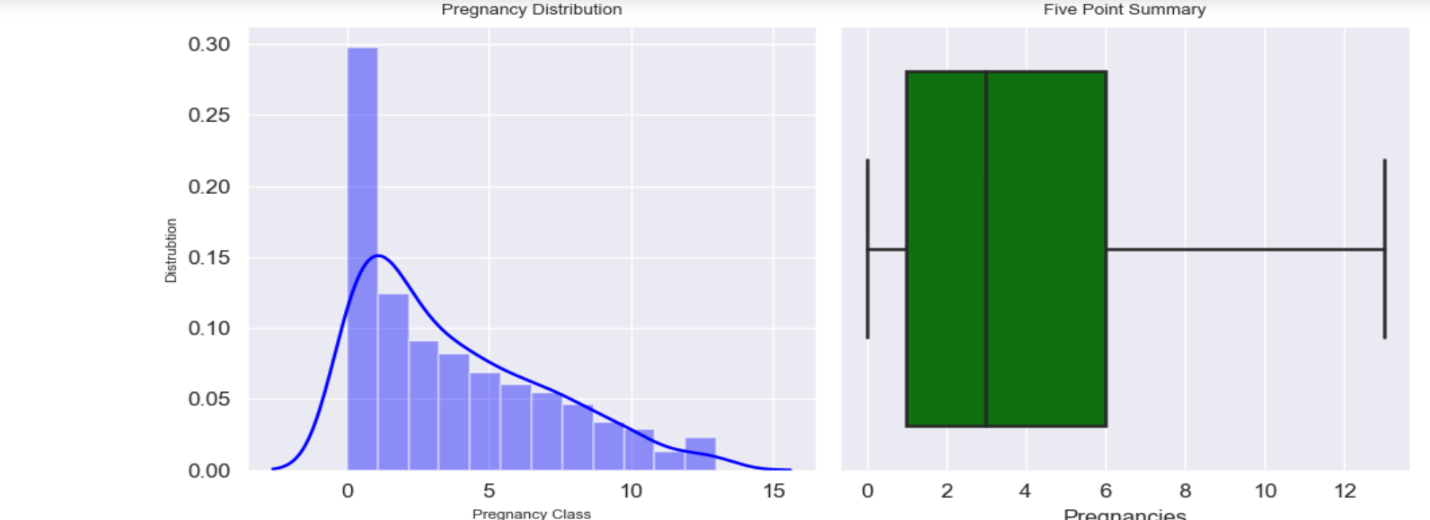 Pregnancy Distribution
0.30
0.25
0.20
0.15
0.10
0.05
0.00
Distrubtion
0 5 10 15
Pregnancy Class
Five Point Summary
0 2 4 6 8 10 12
Pregnancies